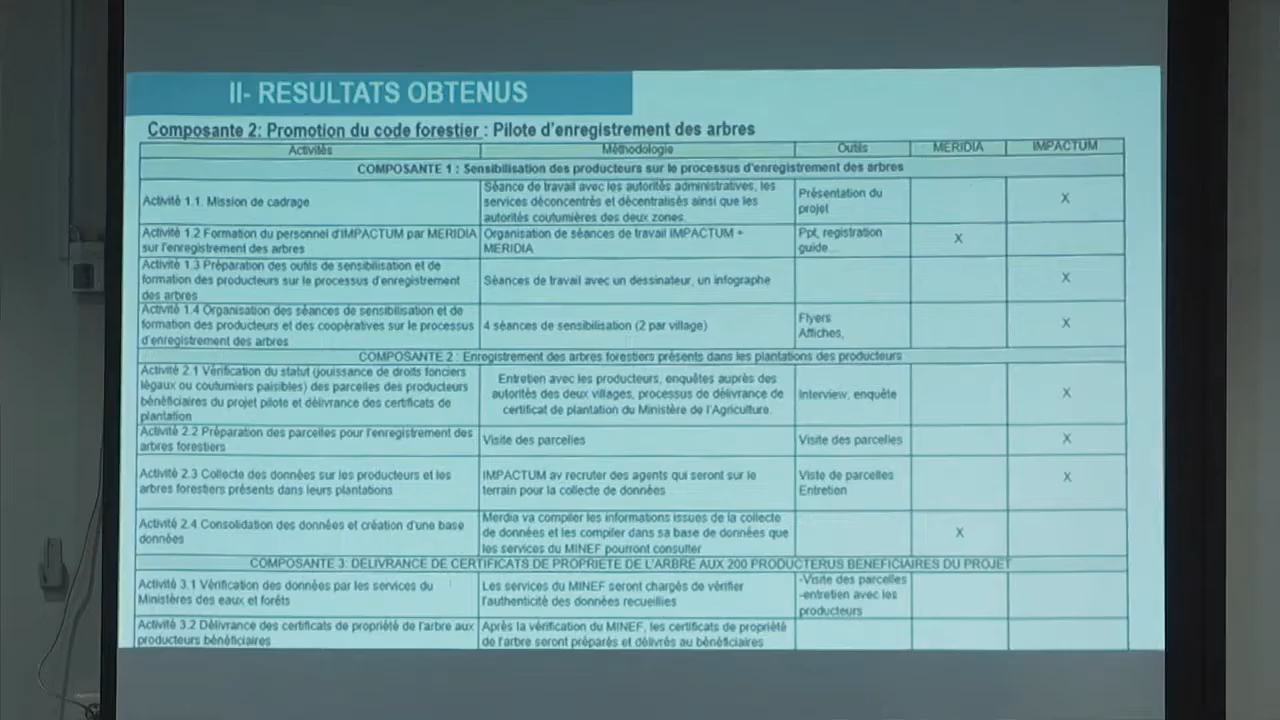 II- RESULTATS OBTENUS
Composante 2: Promotion du code forestier : Pilote d'enregistrement des arbres
Activités Méthodologie Outils MERIDIA IMPACTUM
COMPOSANTE 1 : Sensibilisation des producteurs sur le processus d'enregistrement des arbres
Activité 1.1. Mission de cadrage
Séance de travail avec les autorités administratives, les
services déconcentrés et décentralisés ainsi que les
autorités coutumières des deux zones.
Présentation du
projet
X
Activité 1.2 Formation du personnel d'IMPACTUM par MERIDIA
sur l'enregistrement des arbres
Organisation de séances de travail IMPACTUM +
MERIDIA
Ppt, registration
guide...
X
Activité 1.3 Préparation des outils de sensibilisation et de
formation des producteurs sur le processus d'enregistrement
des arbres
Séances de travail avec un dessinateur, un infographe
X
Activité 1.4 Organisation des séances de sensibilisation et de
formation des producteurs et des coopératives sur le processus
d'enregistrement des arbres
4 séances de sensibilisation (2 par village)
Flyers
Affiches,
X
COMPOSANTE 2 : Enregistrement des arbres forestiers présents dans les plantations des producteurs
Activité 2.1 Vérification du statut (jouissance de droits fonciers
légaux ou coutumiers paisibles) des parcelles des producteurs
bénéficiaires du projet pilote et délivrance des certificats de
plantation
Entretien avec les producteurs, enquêtes auprès des
autorités des deux villages, processus de délivrance de
certificat de plantation du Ministère de l'Agriculture.
Interview, enquête
X
Activité 2.2 Préparation des parcelles pour l'enregistrement des
arbres forestiers
Visite des parcelles
Visite des parcelles
X
Activité 2.3 Collecte des données sur les producteurs et les
arbres forestiers présents dans leurs plantations
IMPACTUM av recruter des agents qui seront sur le
terrain pour la collecte de données
Viste de parcelles
Entretien
X
Activité 2.4 Consolidation des données et création d'une base
données
Merdia va compiler les informations issues de la collecte
de données et les compiler dans sa base de données que
les services du MINEF pourront consulter
X
COMPOSANTE 3: DELIVRANCE DE CERTIFICATS DE PROPRIETE DE L'ARBRE AUX 200 PRODUCTERUS BENEFICIAIRES DU PROJET
Activité 3.1 Vérification des données par les services du
Ministères des eaux et forêts
Les services du MINEF seront chargés de vérifier
l'authenticité des données recueillies
-Visite des parcelles
-entretien avec les
producteurs
Activité 3.2 Délivrance des certificats de propriété de l'arbre aux
producteurs bénéficiaires
Après la vérification du MINEF, les certificats de propriété
de l'arbre seront préparés et délivrés au bénéficiaires